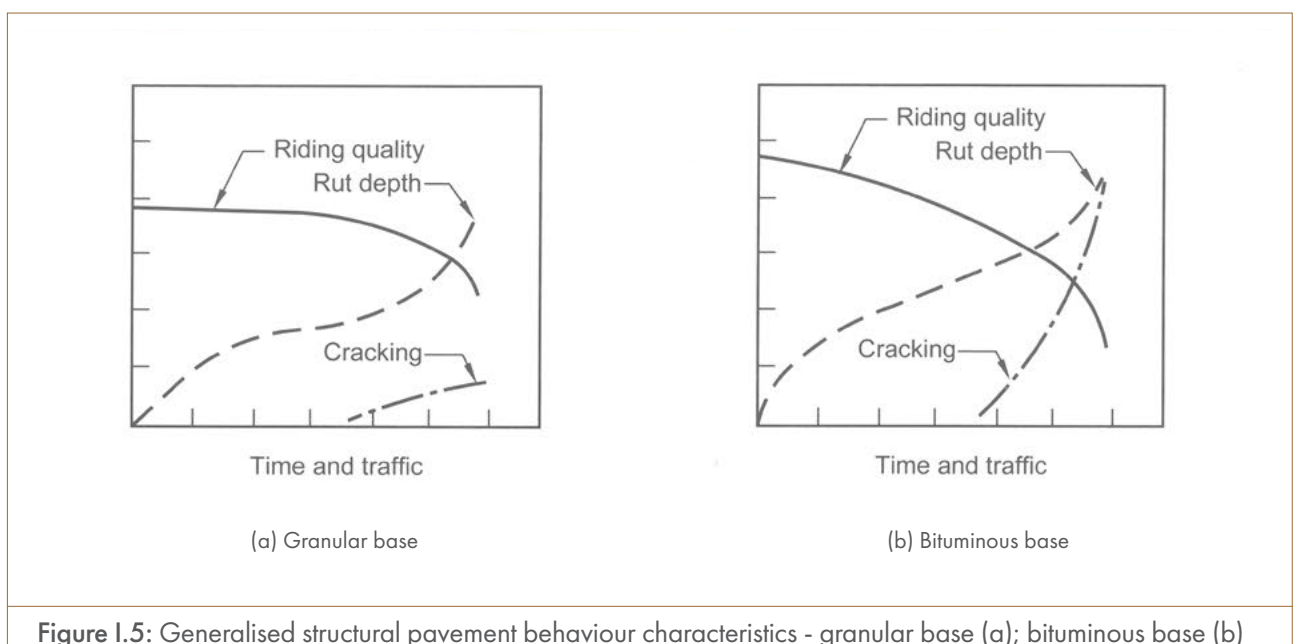 Riding quality
Rut depth
Cracking
Time and traffic
(a) Granular base
Riding quality
Rut depth
Cracking
Time and traffic
(b) Bituminous base
Figure I.5: Generalised structural pavement behaviour characteristics - granular base (a); bituminous base (b)